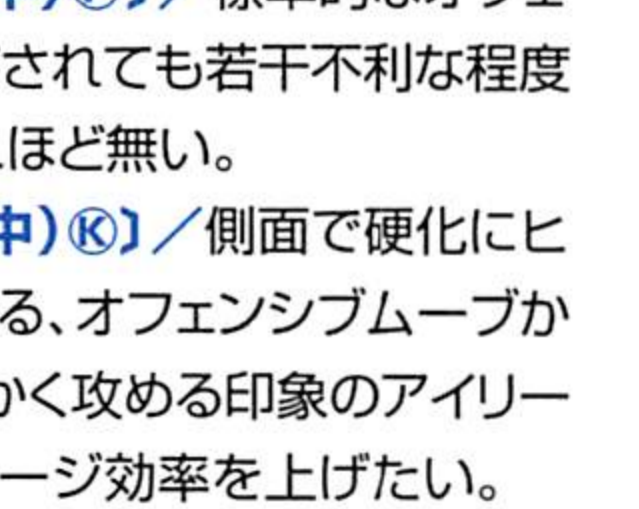 されても若干不利な程度
ほど無い。
中)Ⓚ〕／側面で硬化にヒ
る、オフェンシブムーブか
かく攻める印象のアイリー
ージ効率を上げたい。